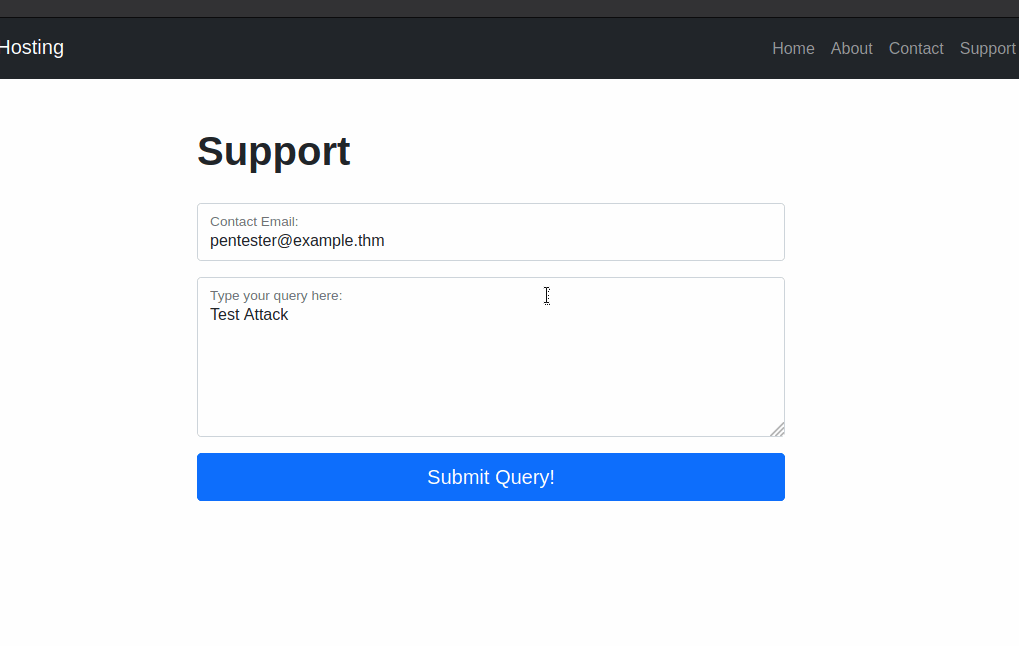 Hosting
Home About Contact Support
Support
Contact Email:
pentester@example.thm
Type your query here:
Test Attack
Submit Query!